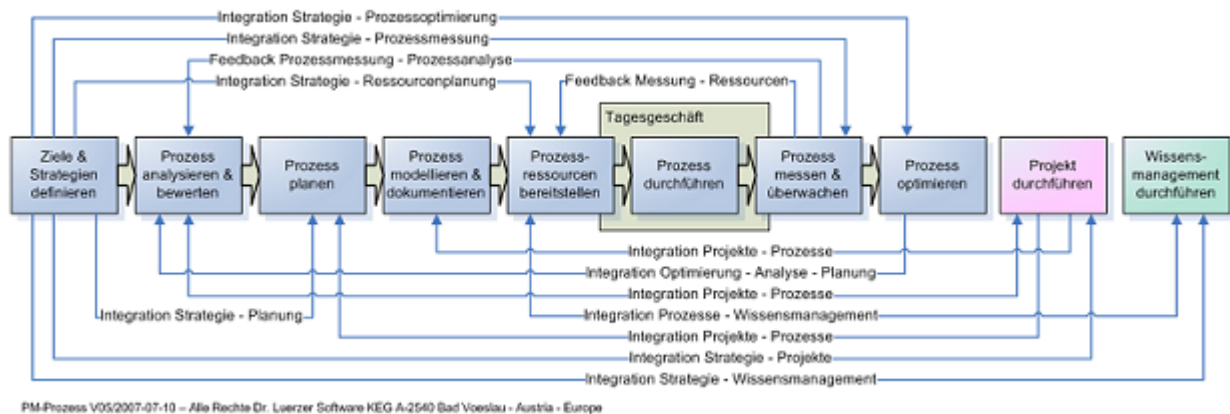 Integration Strategie - Prozessoptimierung
Integration Strategie - Prozessmessung
Feedback Prozessmessung - Prozessanalyse
Integration Strategie - Ressourcenplanung
Feedback Messung - Ressourcen
Tagesgeschäft
Ziele &
Strategien
definieren
Prozess
analysieren &
bewerten
Prozess
planen
Prozess
modellieren &
dokumentieren
Prozess-
ressourcen
bereitstellen
Prozess
durchführen
Prozess
messen &
überwachen
Prozess
optimieren
Projekt
durchführen
Wissens-
management
durchführen
Integration Projekte - Prozesse
Integration Optimierung - Analyse - Planung
Integration Projekte - Prozesse
Integration Strategie - Planung
Integration Prozesse - Wissensmanagement
Integration Projekte - Prozesse
Integration Strategie - Projekte
Integration Strategie - Wissensmanagement
PM-Prozess V05/2007-07-10 – Alle Rechte Dr. Luerzer Software KEG A-2540 Bad Voeslau - Austria - Europe